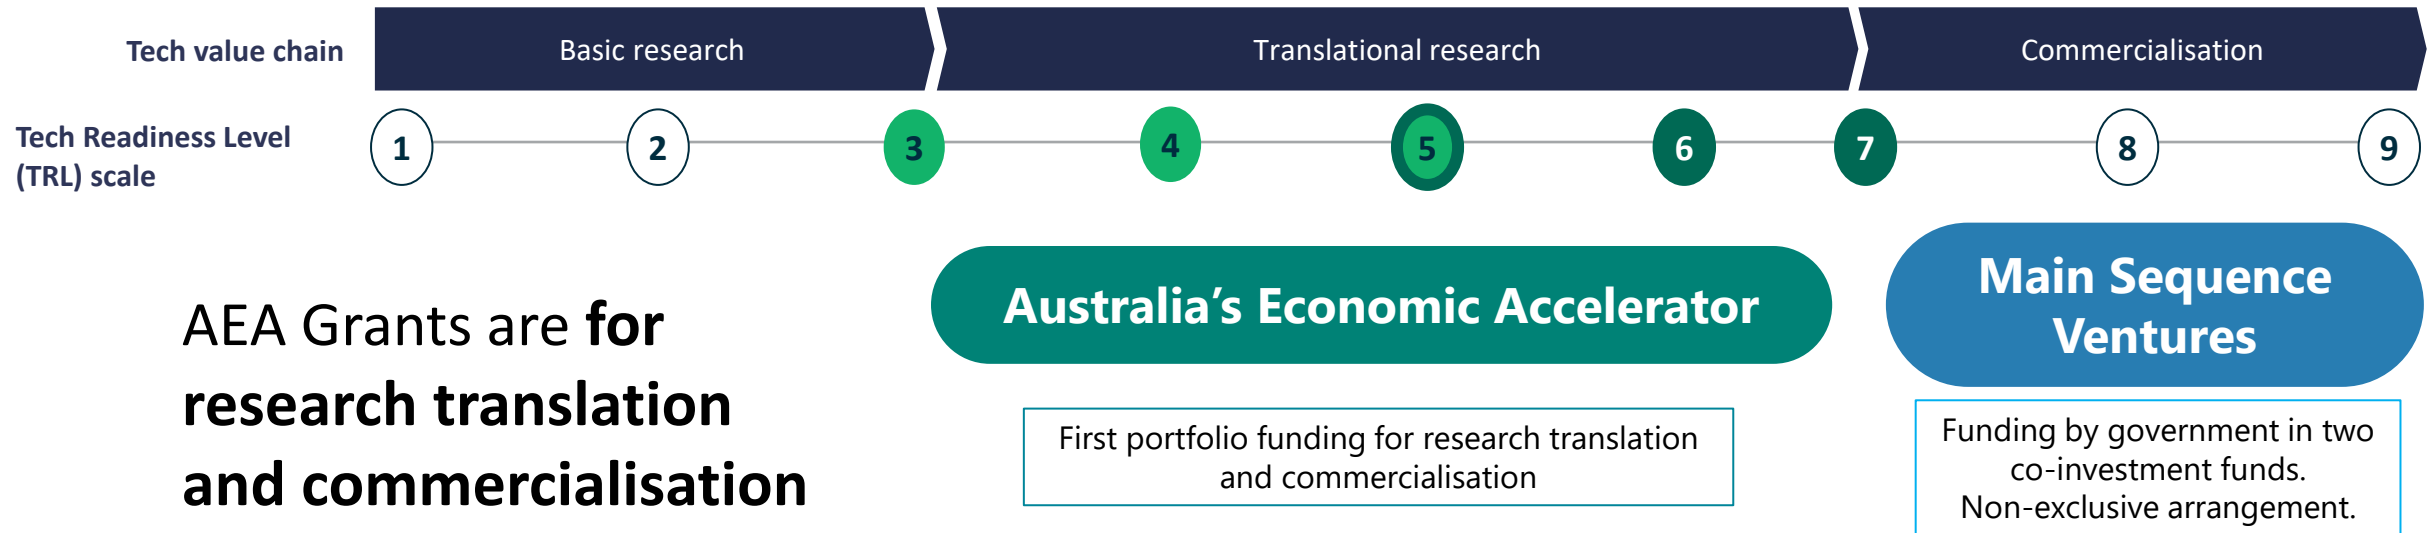 Tech value chain
Basic research
Translational research
Commercialisation
Tech Readiness Level
(TRL) scale
1
2
3
4
5
6
7
8
9
AEA Grants are for
research translation
and commercialisation
Australia’s Economic Accelerator
First portfolio funding for research translation
and commercialisation
Main Sequence
Ventures
Funding by government in two
co-investment funds.
Non-exclusive arrangement.